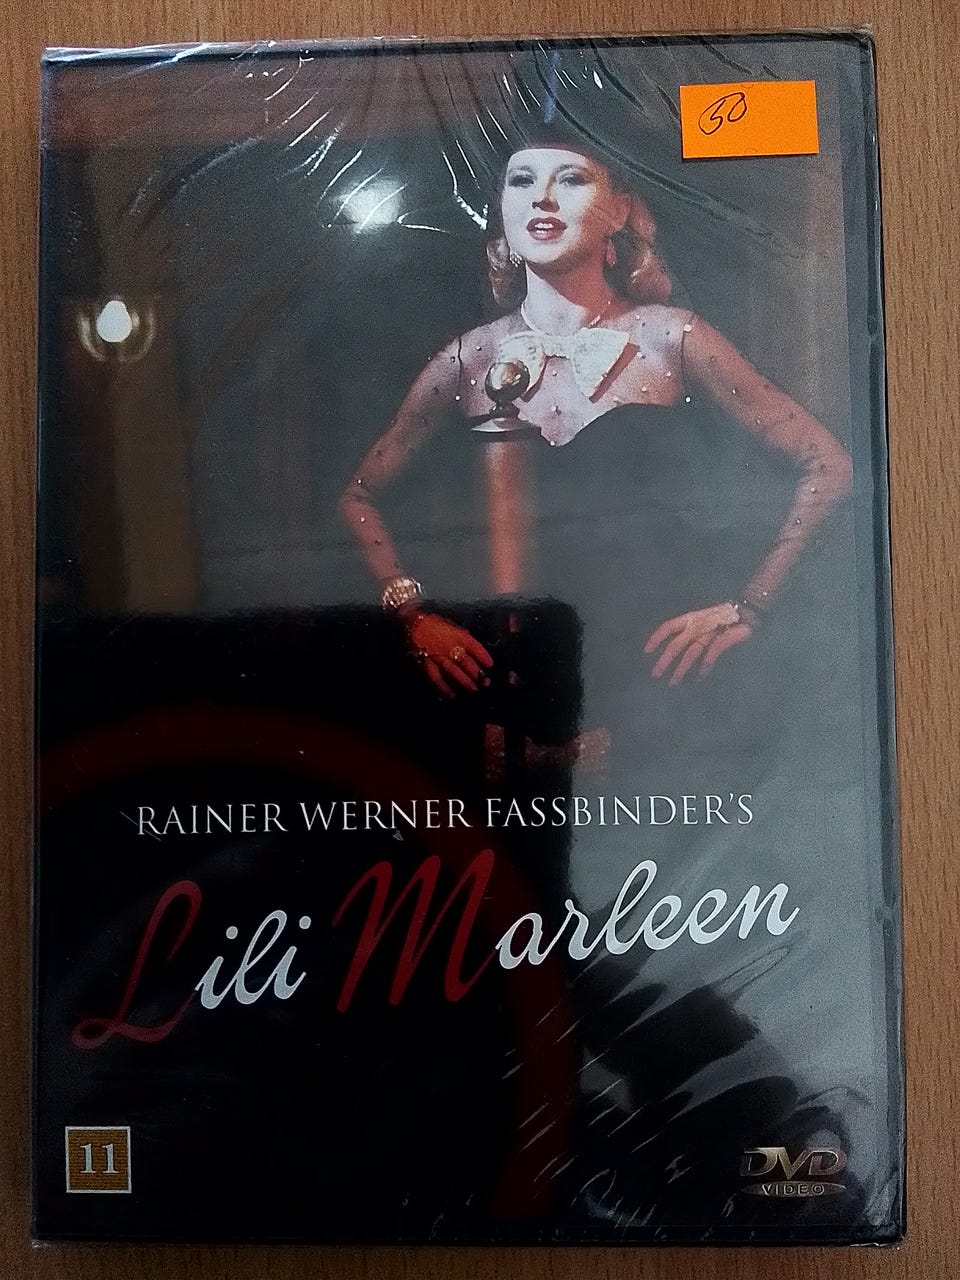 50
RAINER WERNER FASSBINDER'S
Lili Marleen
11
DVD
VIDEO